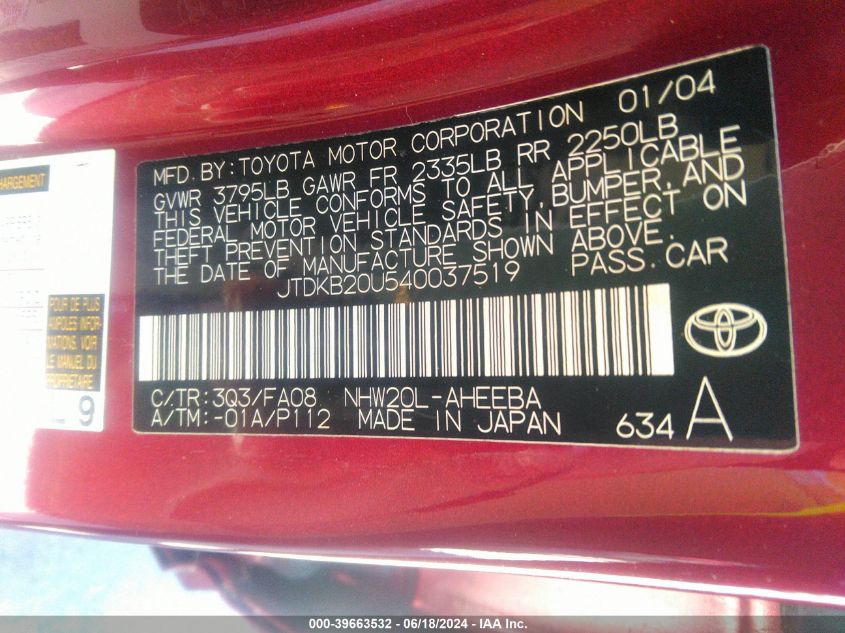 MFD. BY: TOYOTA MOTOR CORPORATION 01/04
GVWR 3795LB GAWR FR 2335LB RR 2250LB
THIS VEHICLE CONFORMS TO ALL APPLICABLE
FEDERAL MOTOR VEHICLE SAFETY, BUMPER, AND
THEFT PREVENTION STANDARDS IN EFFECT ON
THE DATE OF MANUFACTURE SHOWN ABOVE.
JTDKB20U540037519 PASS. CAR
C/TR: 3Q3/FA08 NHW20L-AHEEBA
A/TM: -01A/P112 MADE IN JAPAN 634 A
HARGEMENT
POUR DE PLUS
AMPLES INFOR-
MATIONS, VOIR
LE MANUEL DU
PROPRIÉTAIRE
9
000-39663532 - 06/18/2024 - IAA Inc.